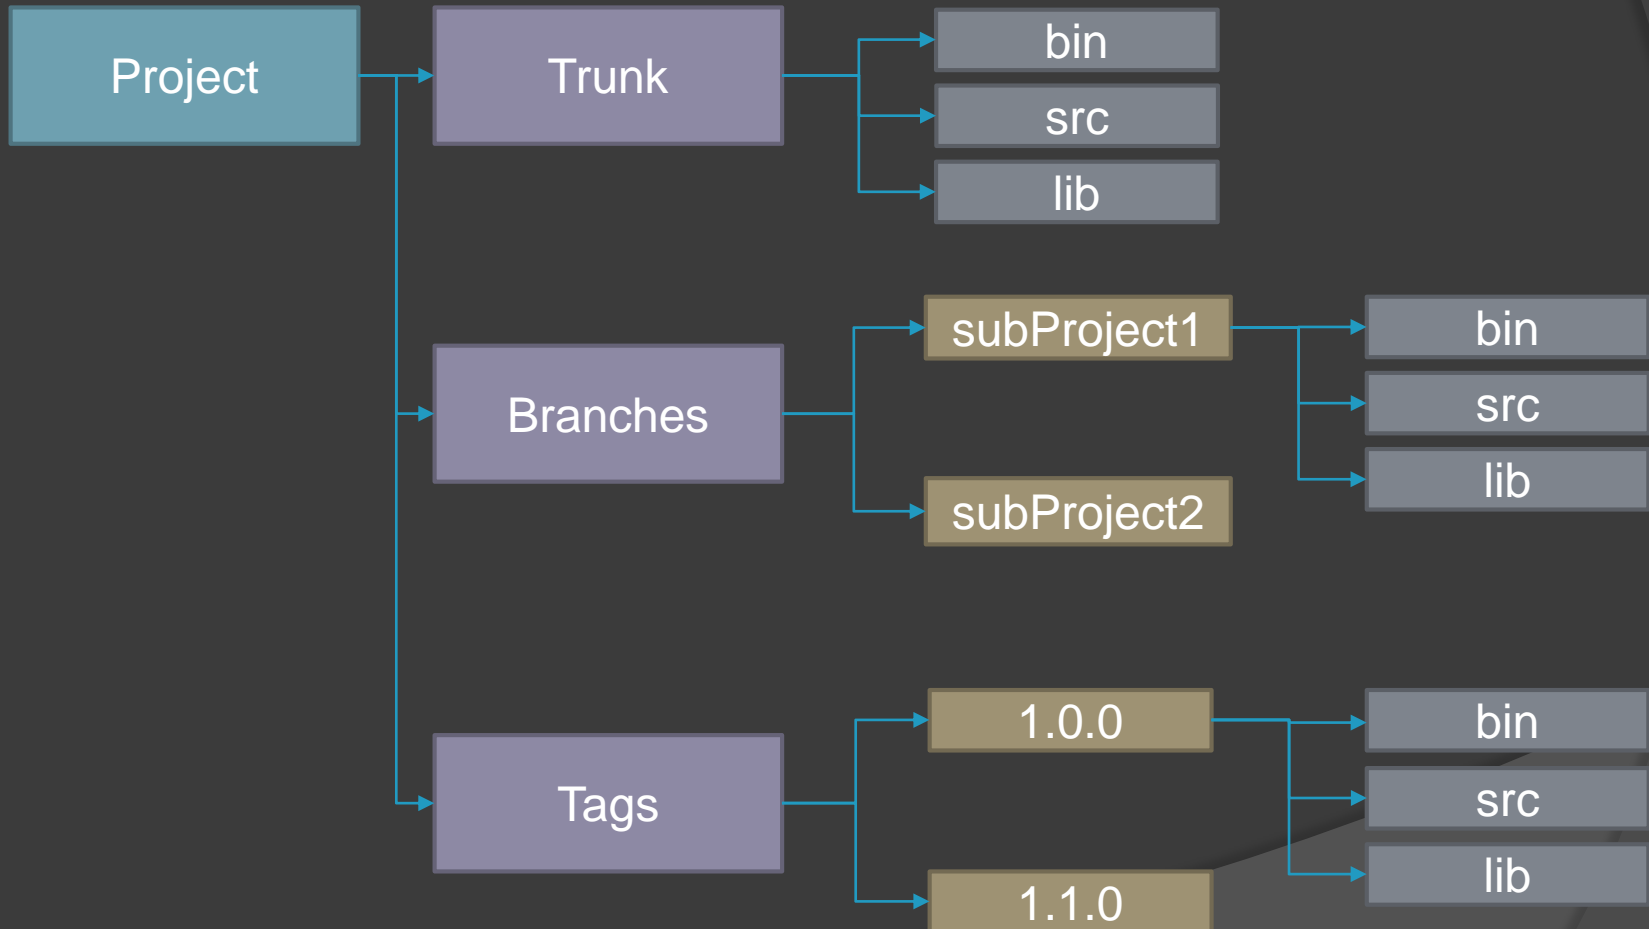 Project
Trunk
bin
src
lib
Branches
subProject1
bin
src
lib
subProject2
Tags
1.0.0
bin
src
lib
1.1.0